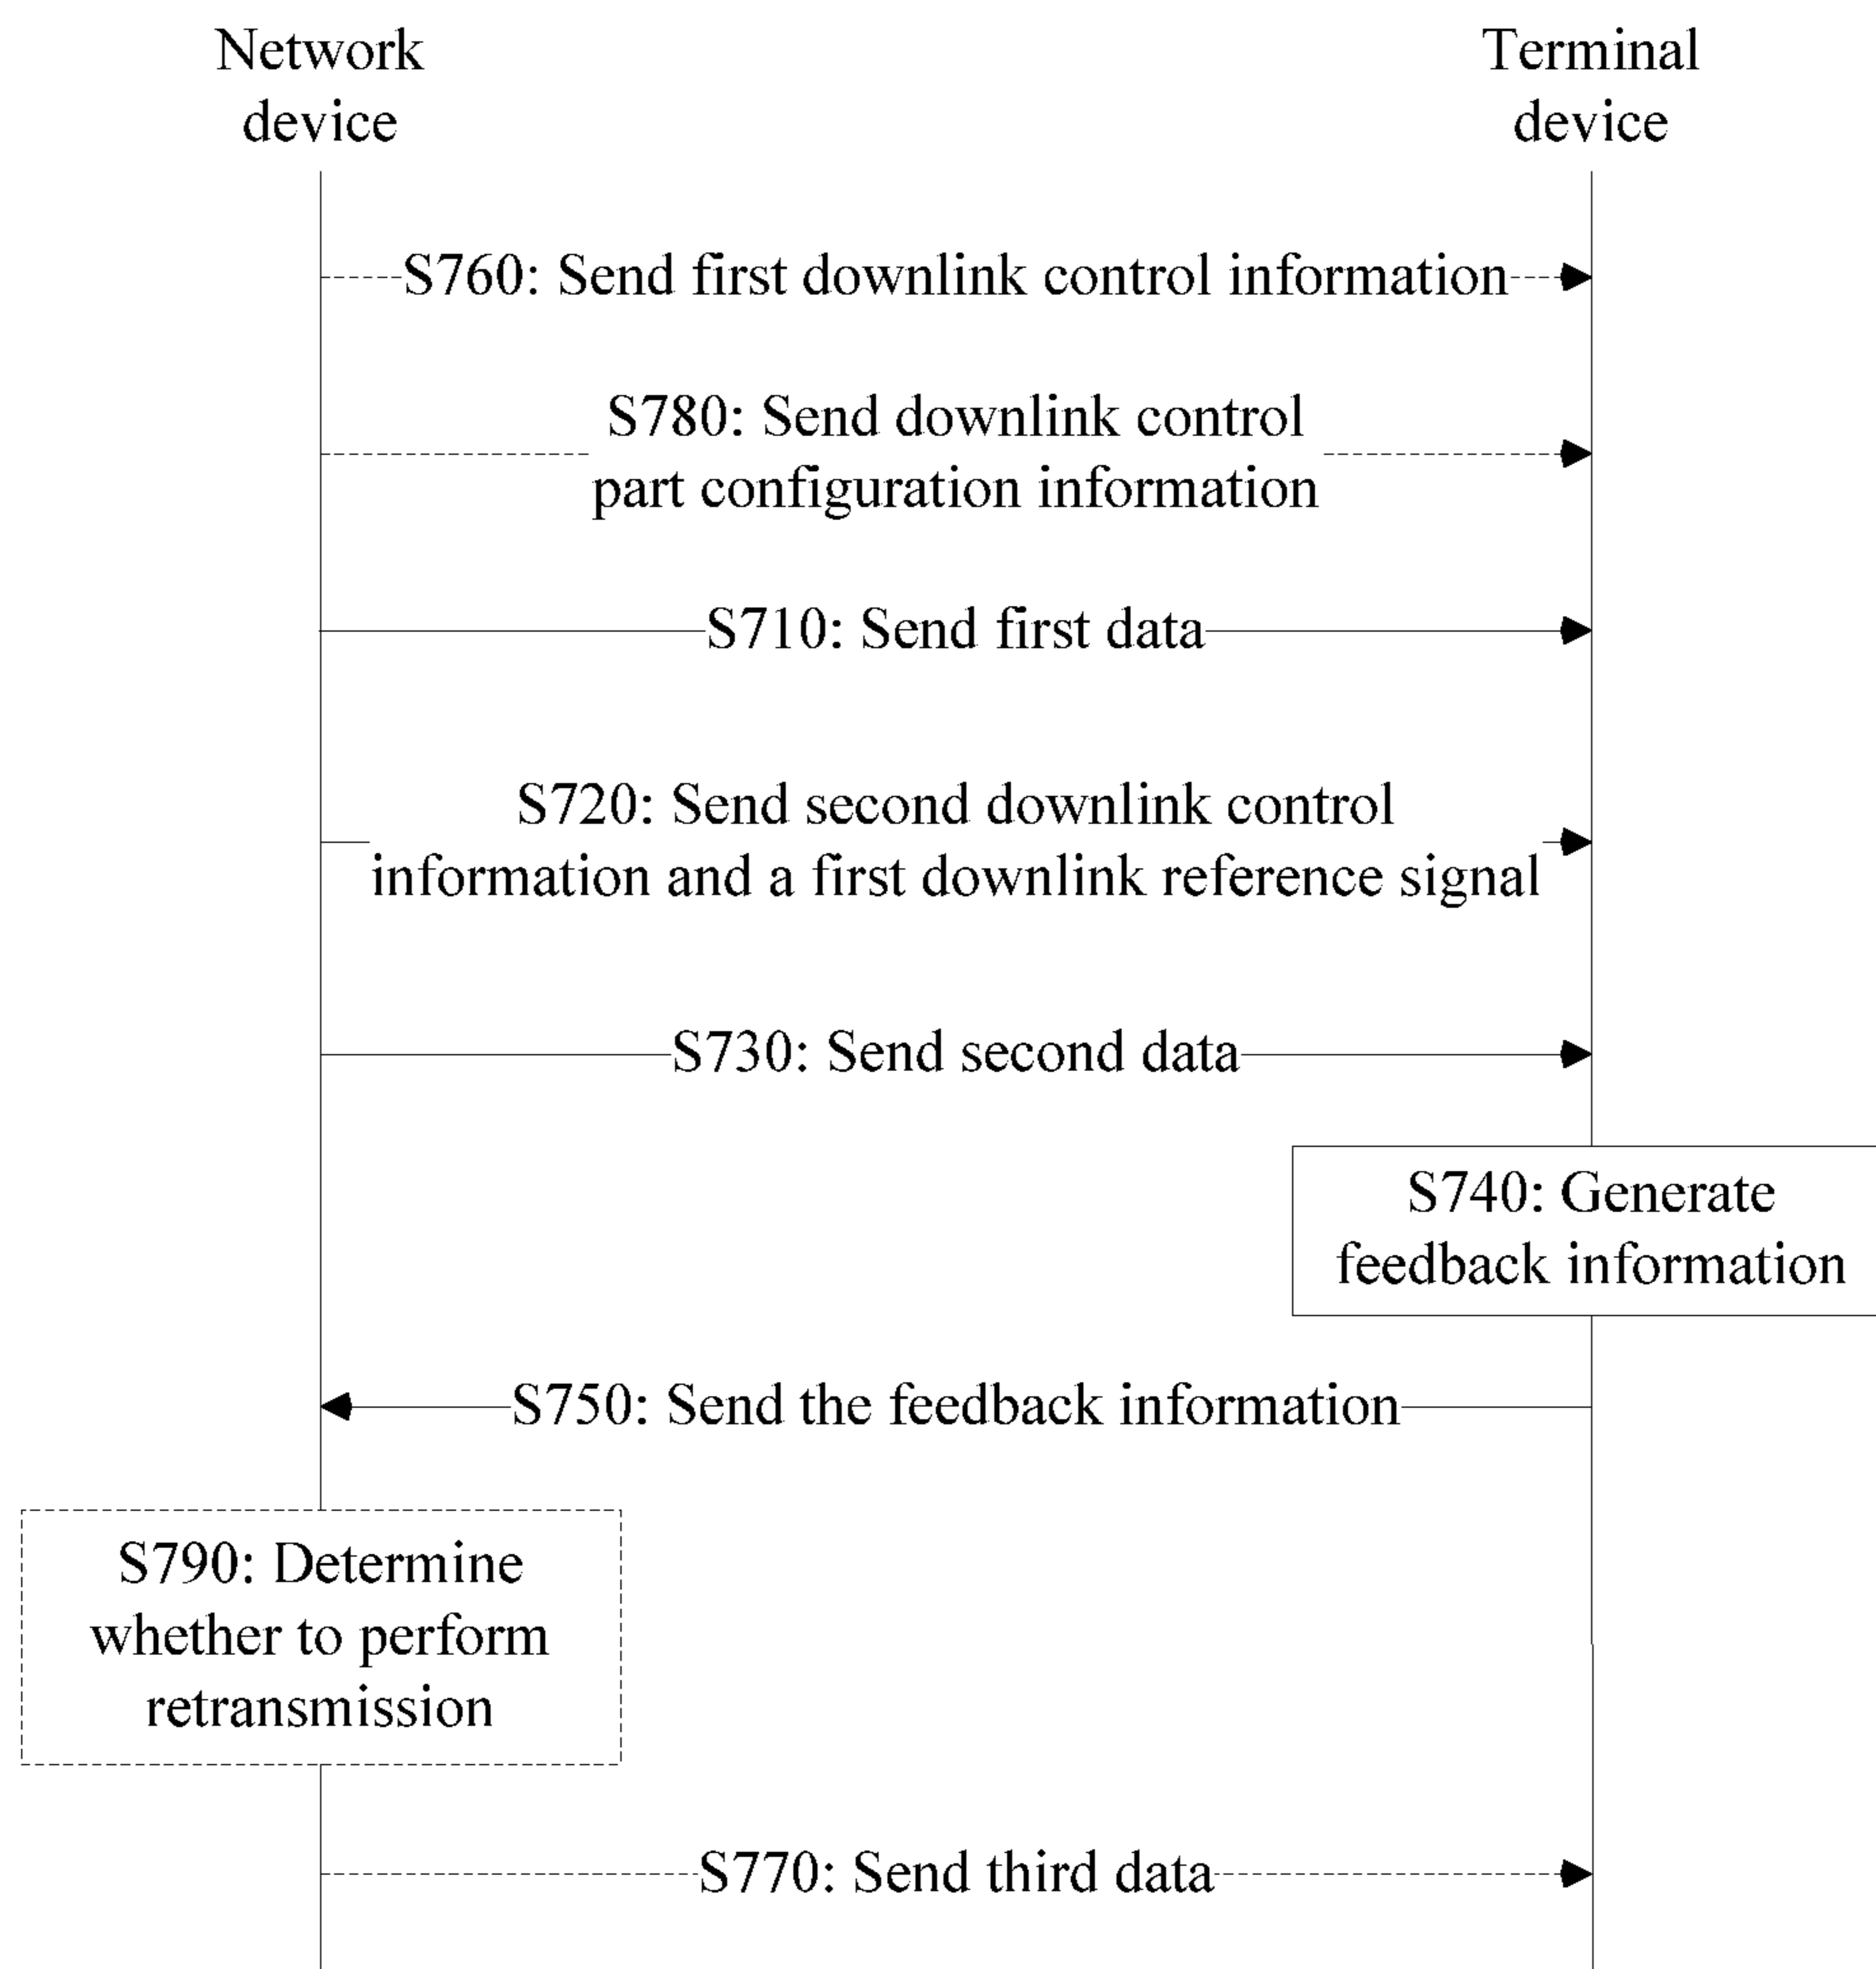 Network
device
Terminal
device
S760: Send first downlink control information
S780: Send downlink control
part configuration information
S710: Send first data
S720: Send second downlink control
information and a first downlink reference signal
S730: Send second data
S740: Generate
feedback information
S750: Send the feedback information
S790: Determine
whether to perform
retransmission
S770: Send third data